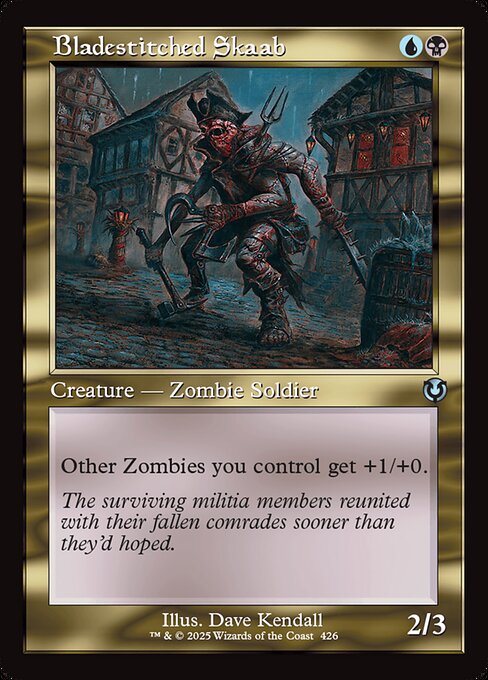 Bladestitched Skaab
Creature — Zombie Soldier
Other Zombies you control get +1/+0.
The surviving militia members reunited
with their fallen comrades sooner than
they'd hoped.
Illus. Dave Kendall
™ & © 2025 Wizards of the Coast 426
2/3